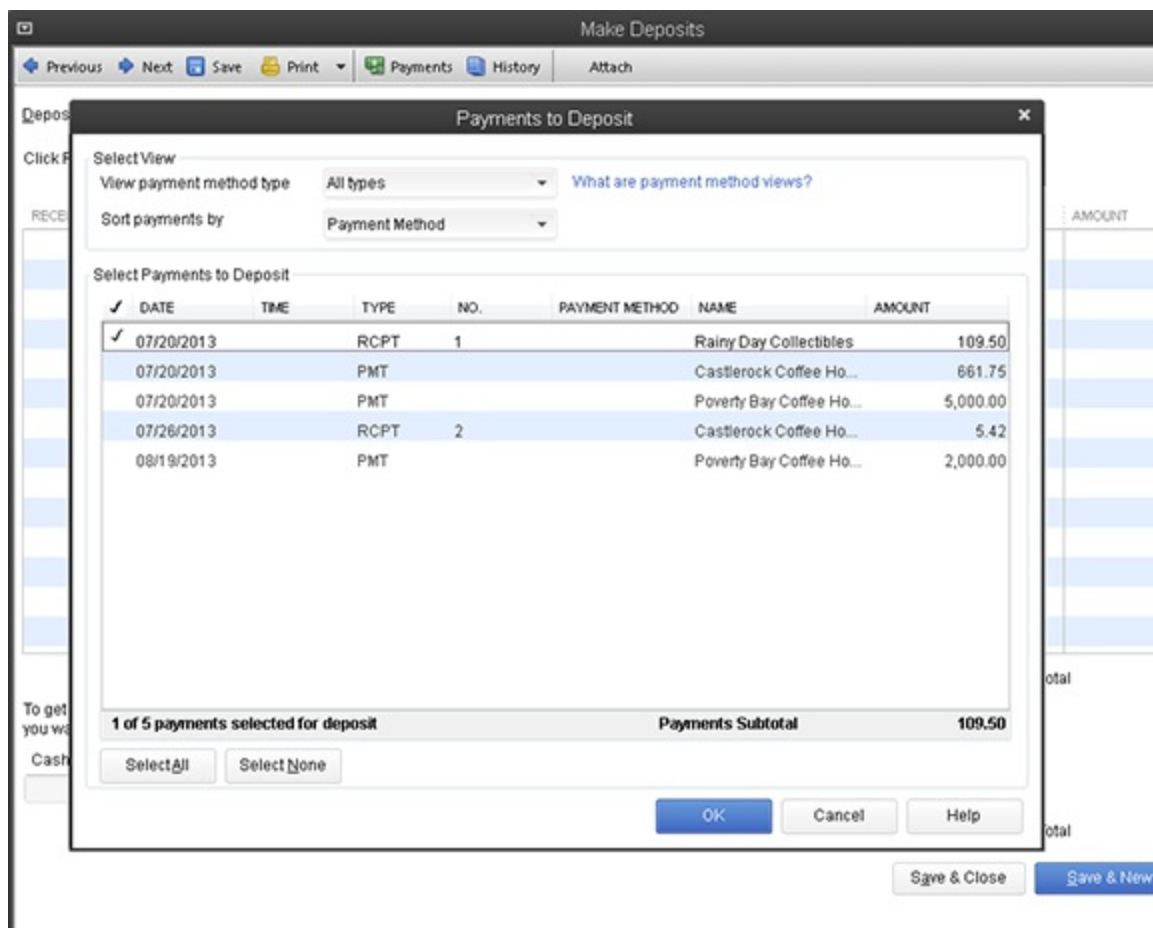 Make Deposits
Previous Next Save Print Payments History Attach
Payments to Deposit
Select View
View payment method type All types What are payment method views?
Sort payments by Payment Method
AMOUNT
Select Payments to Deposit
✓ DATE TIME TYPE NO. PAYMENT METHOD NAME AMOUNT
✓ 07/20/2013 RCPT 1 Rainy Day Collectibles 109.50
07/20/2013 PMT Castlerock Coffee Ho... 661.75
07/20/2013 PMT Poverty Bay Coffee Ho... 5,000.00
07/26/2013 RCPT 2 Castlerock Coffee Ho... 5.42
08/19/2013 PMT Poverty Bay Coffee Ho... 2,000.00
To get
1 of 5 payments selected for deposit Payments Subtotal 109.50
Cash
Select All Select None
OK Cancel Help
Save & Close Save & New